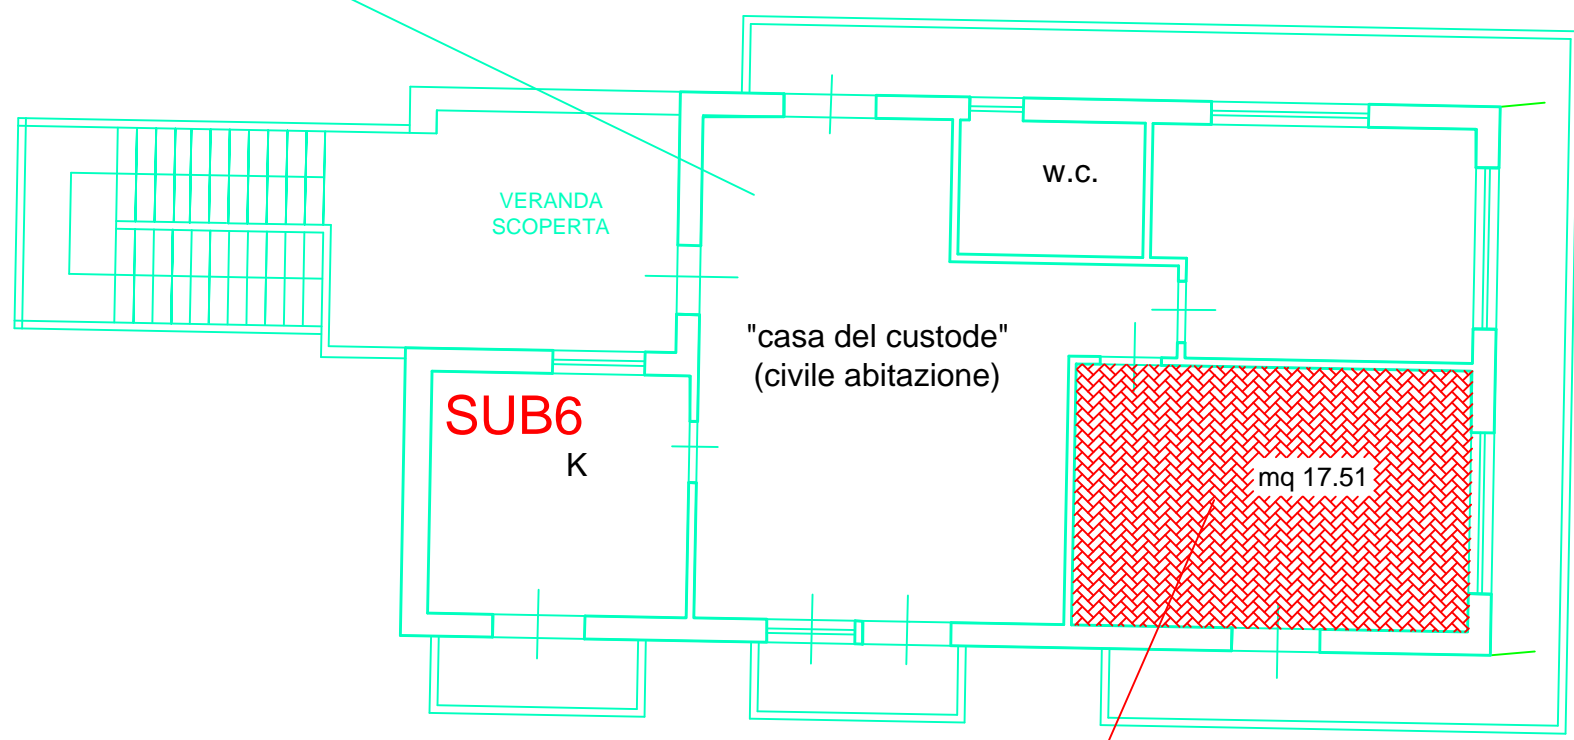 w.c.
VERANDA
SCOPERTA
"casa del custode"
(civile abitazione)
SUB6
K
mq 17.51